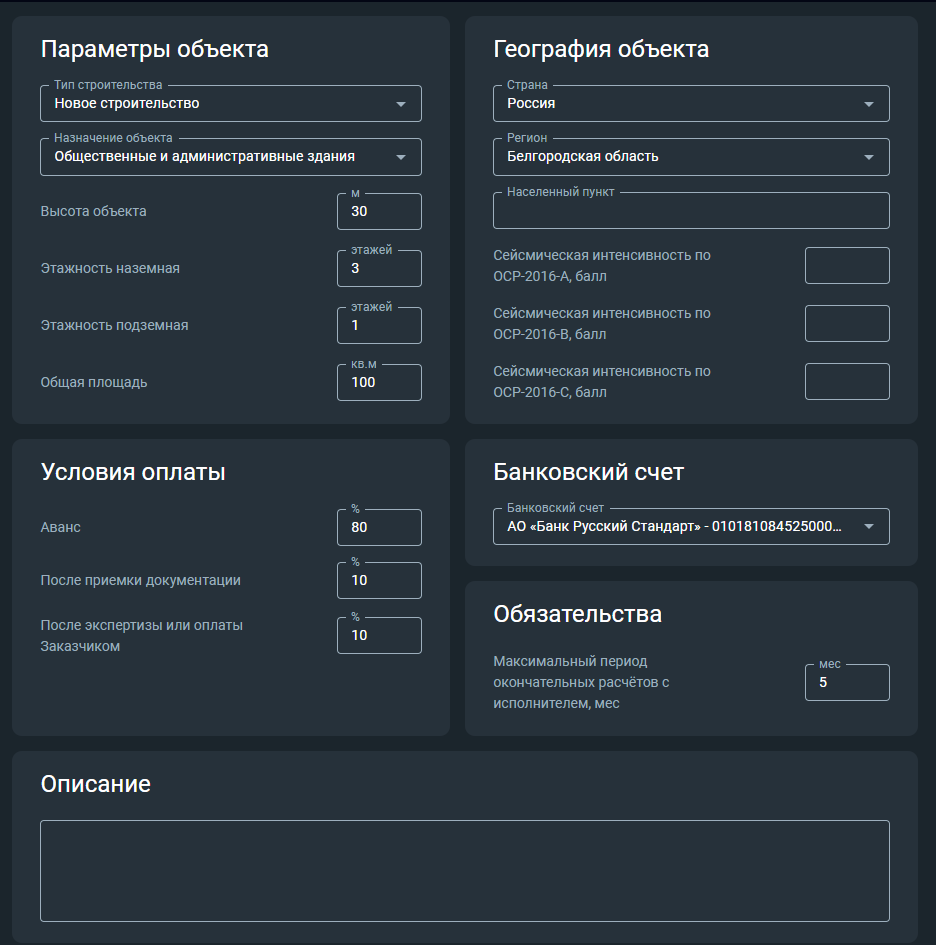 Параметры объекта
Тип строительства
Новое строительство
Назначение объекта
Общественные и административные здания
Высота объекта
м
30
Этажность наземная
этажей
3
Этажность подземная
этажей
1
Общая площадь
кв.м
100
География объекта
Страна
Россия
Регион
Белгородская область
Населенный пункт
Сейсмическая интенсивность по
ОСР-2016-A, балл
Сейсмическая интенсивность по
ОСР-2016-B, балл
Сейсмическая интенсивность по
ОСР-2016-C, балл
Условия оплаты
Аванс
%
80
После приемки документации
%
10
После экспертизы или оплаты
Заказчиком
%
10
Банковский счет
Банковский счет
АО «Банк Русский Стандарт» - 010181084525000...
Обязательства
Максимальный период
окончательных расчётов с
исполнителем, мес
мес
5
Описание